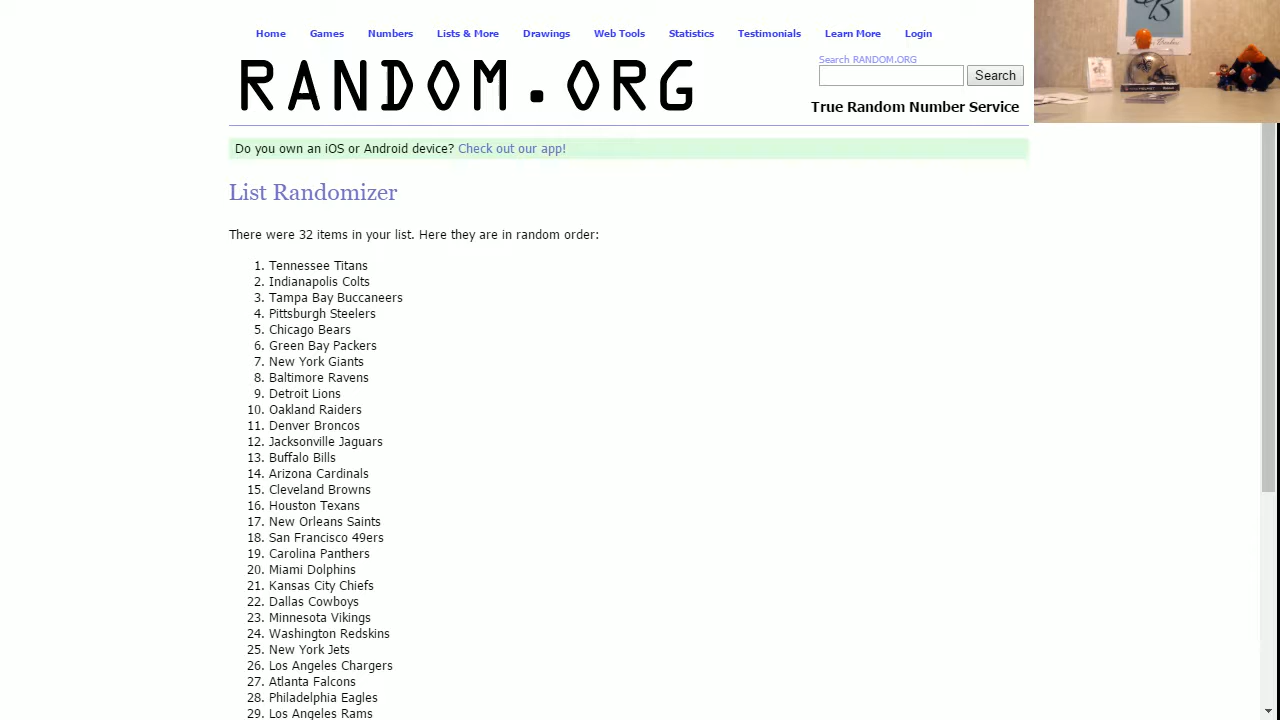 Home Games Numbers Lists & More Drawings Web Tools Statistics Testimonials Learn More Login
RANDOM.ORG
Search RANDOM.ORG
Search
True Random Number Service
Do you own an iOS or Android device? Check out our app!
List Randomizer
There were 32 items in your list. Here they are in random order:
1. Tennessee Titans
2. Indianapolis Colts
3. Tampa Bay Buccaneers
4. Pittsburgh Steelers
5. Chicago Bears
6. Green Bay Packers
7. New York Giants
8. Baltimore Ravens
9. Detroit Lions
10. Oakland Raiders
11. Denver Broncos
12. Jacksonville Jaguars
13. Buffalo Bills
14. Arizona Cardinals
15. Cleveland Browns
16. Houston Texans
17. New Orleans Saints
18. San Francisco 49ers
19. Carolina Panthers
20. Miami Dolphins
21. Kansas City Chiefs
22. Dallas Cowboys
23. Minnesota Vikings
24. Washington Redskins
25. New York Jets
26. Los Angeles Chargers
27. Atlanta Falcons
28. Philadelphia Eagles
29. Los Angeles Rams